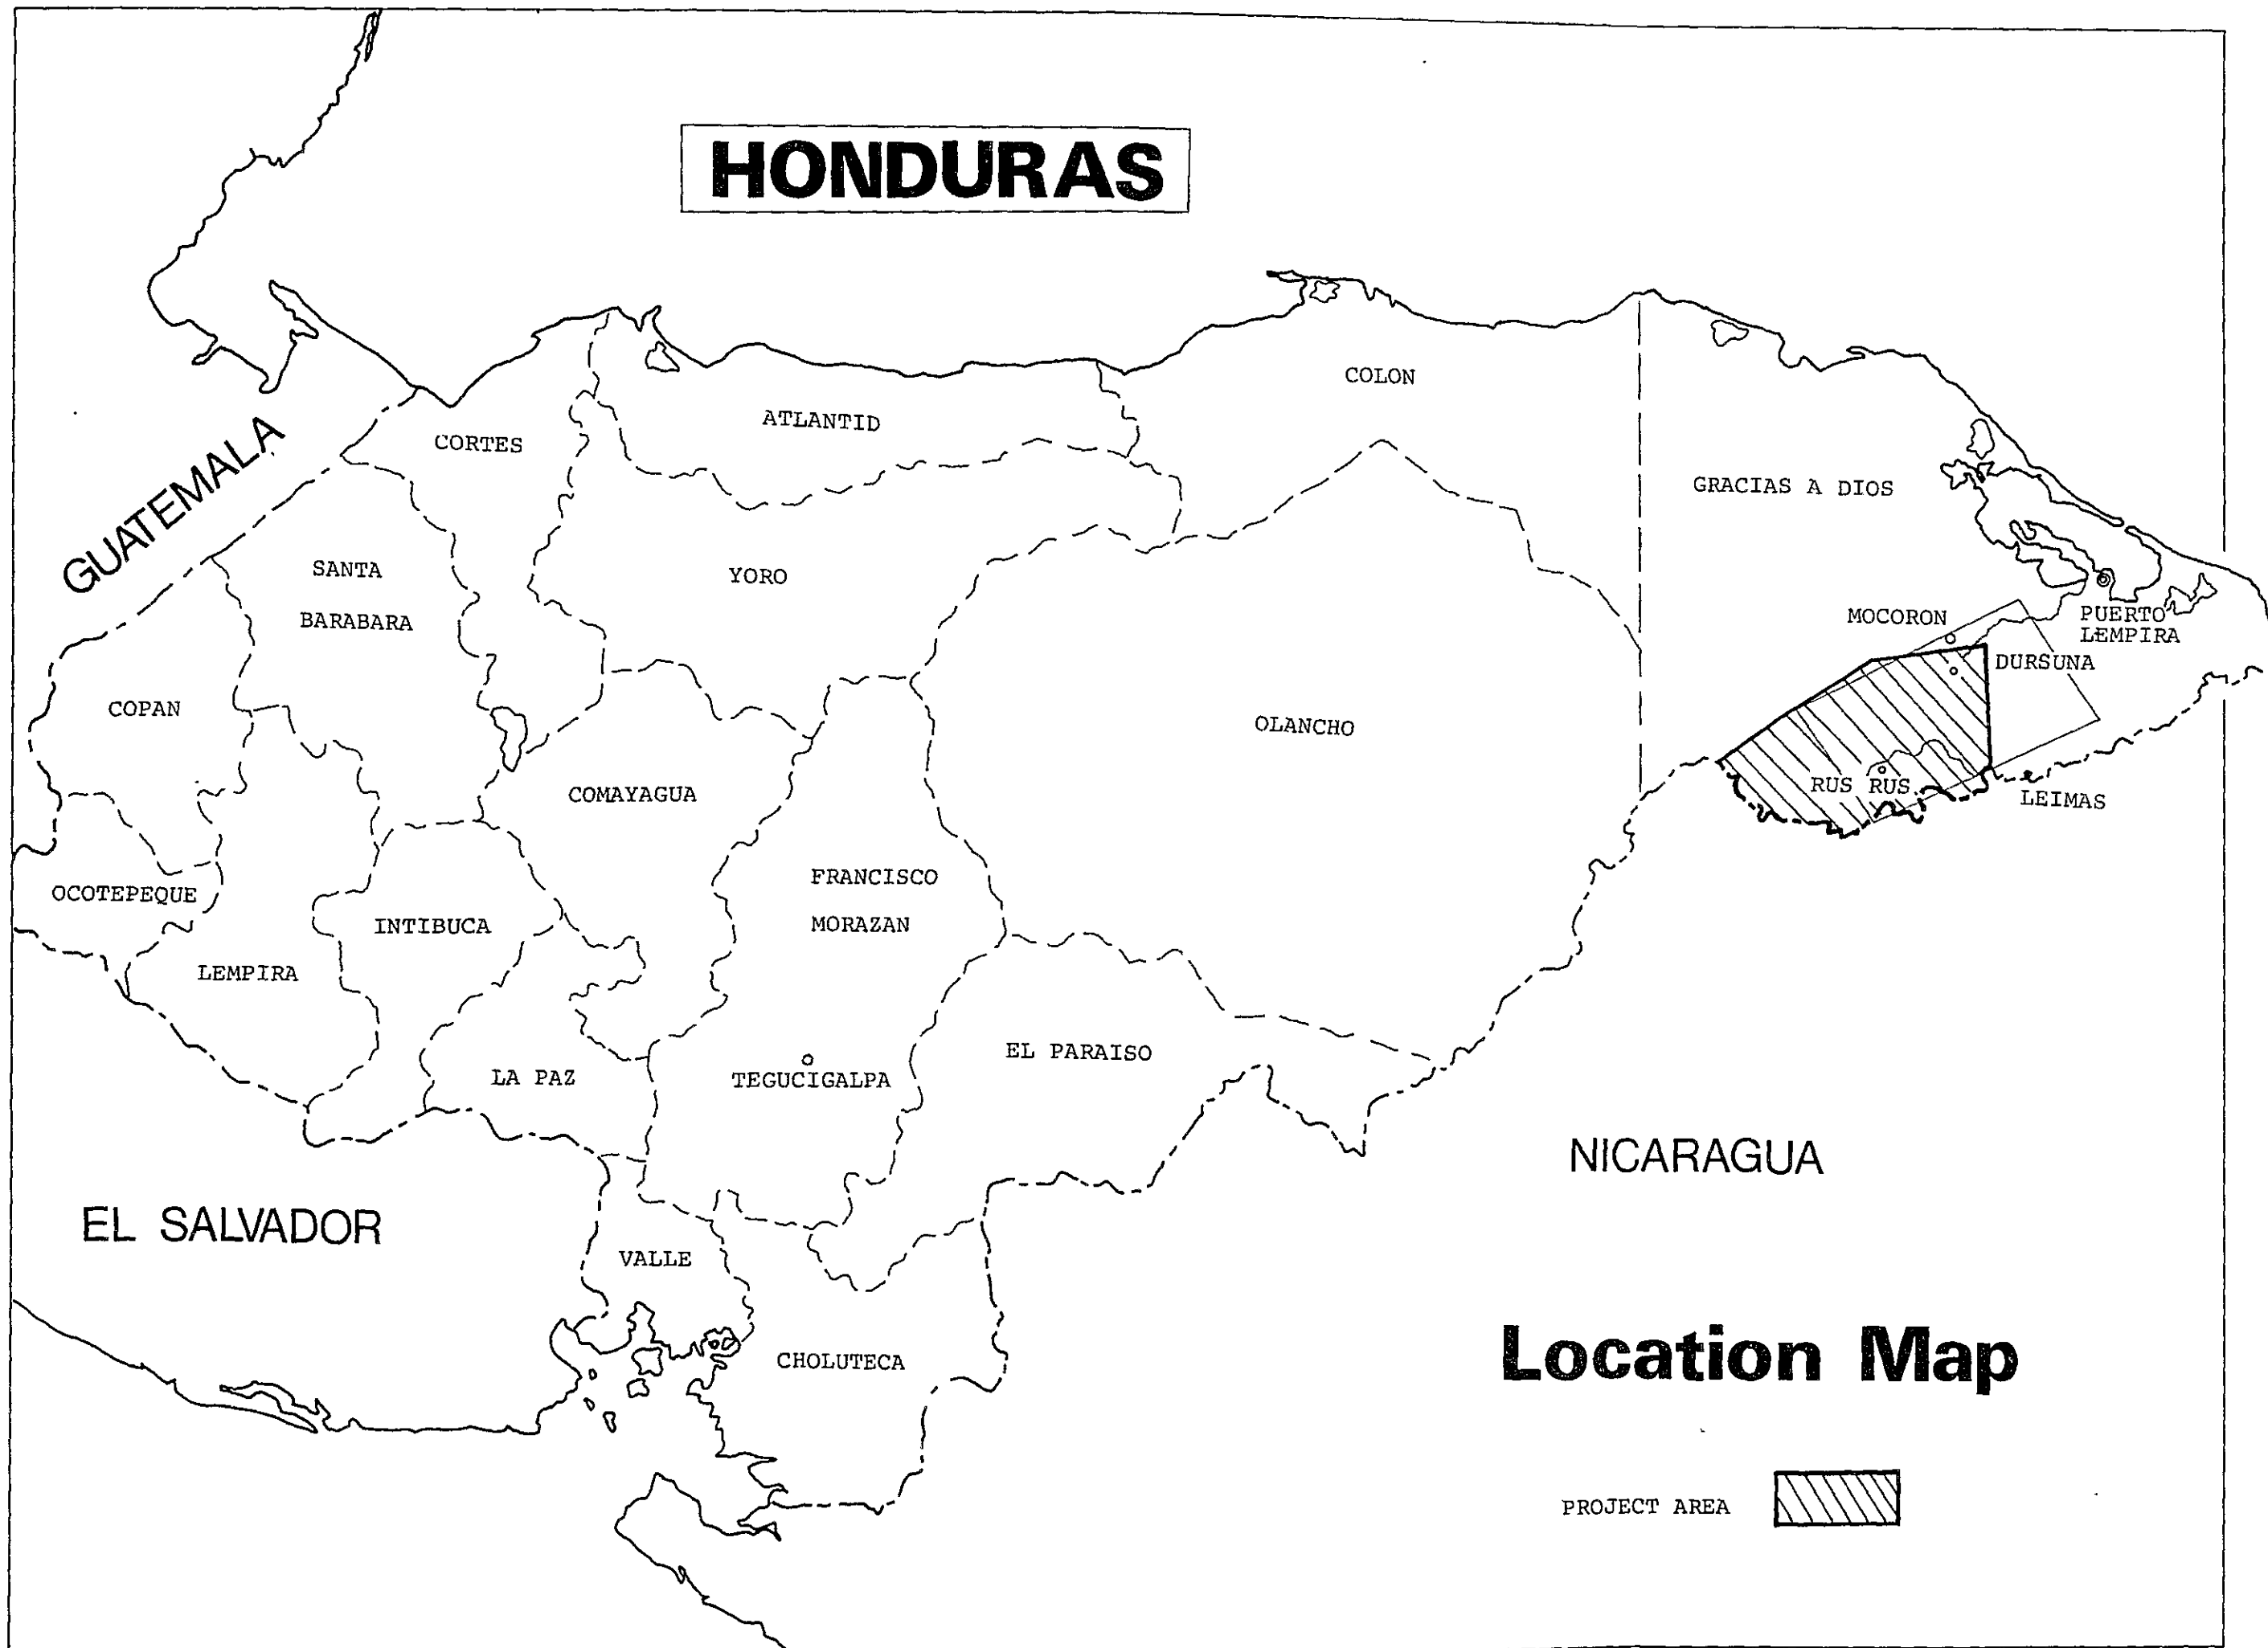 HONDURAS
COLON
ATLANTID
CORTES
GUATEMALA
GRACIAS A DIOS
SANTA
BARABARA
YORO
MOCORON
PUERTO
LEMPIRA
DURSUNA
COPAN
OLANCHO
COMAYAGUA
RUS RUS
LEIMAS
OCOTEPEQUE
FRANCISCO
MORAZAN
INTIBUCA
LEMPIRA
EL PARAISO
LA PAZ
TEGUCIGALPA
NICARAGUA
EL SALVADOR
VALLE
CHOLUTECA
Location Map
PROJECT AREA